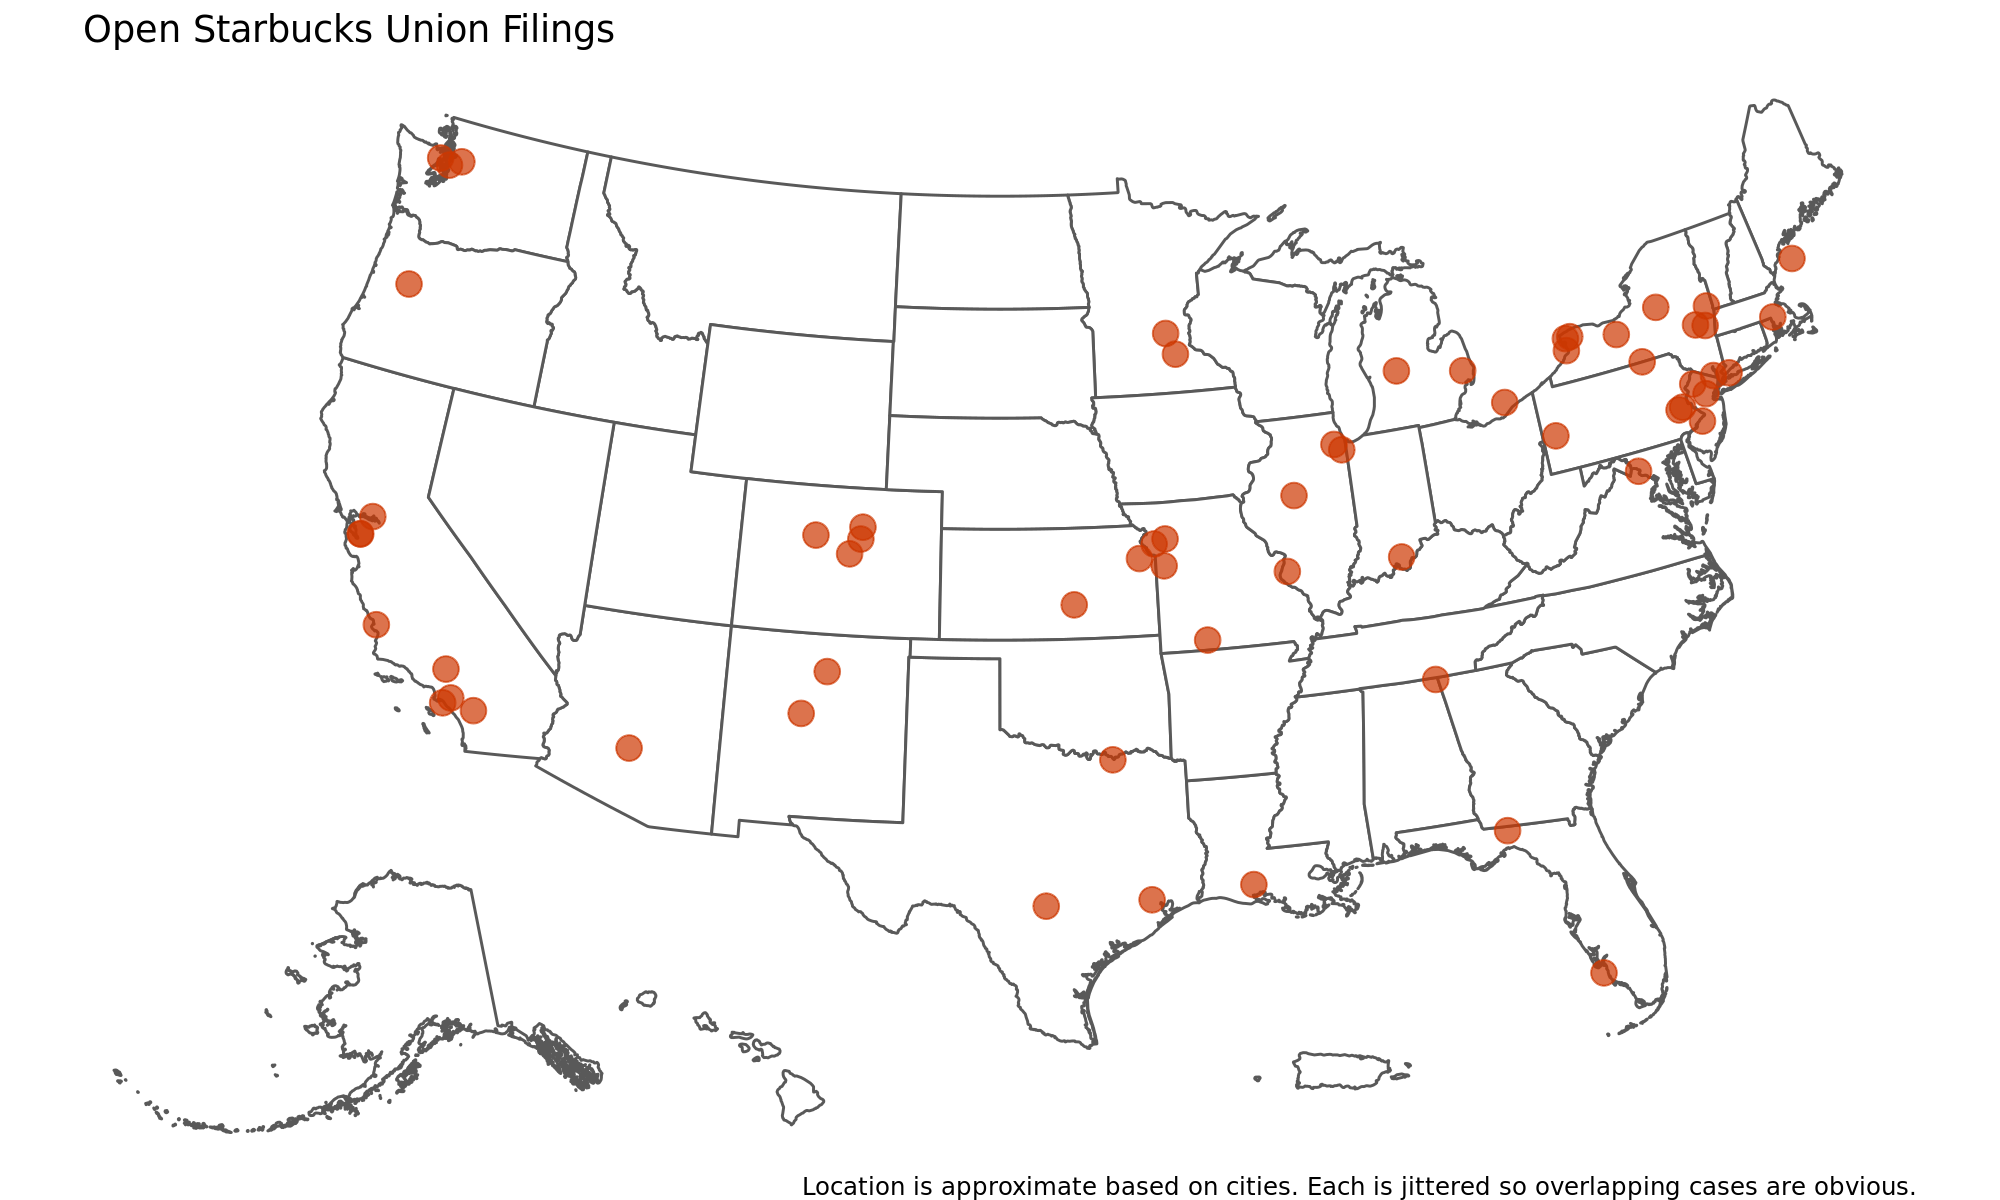 Open Starbucks Union Filings
Location is approximate based on cities. Each is jittered so overlapping cases are obvious.